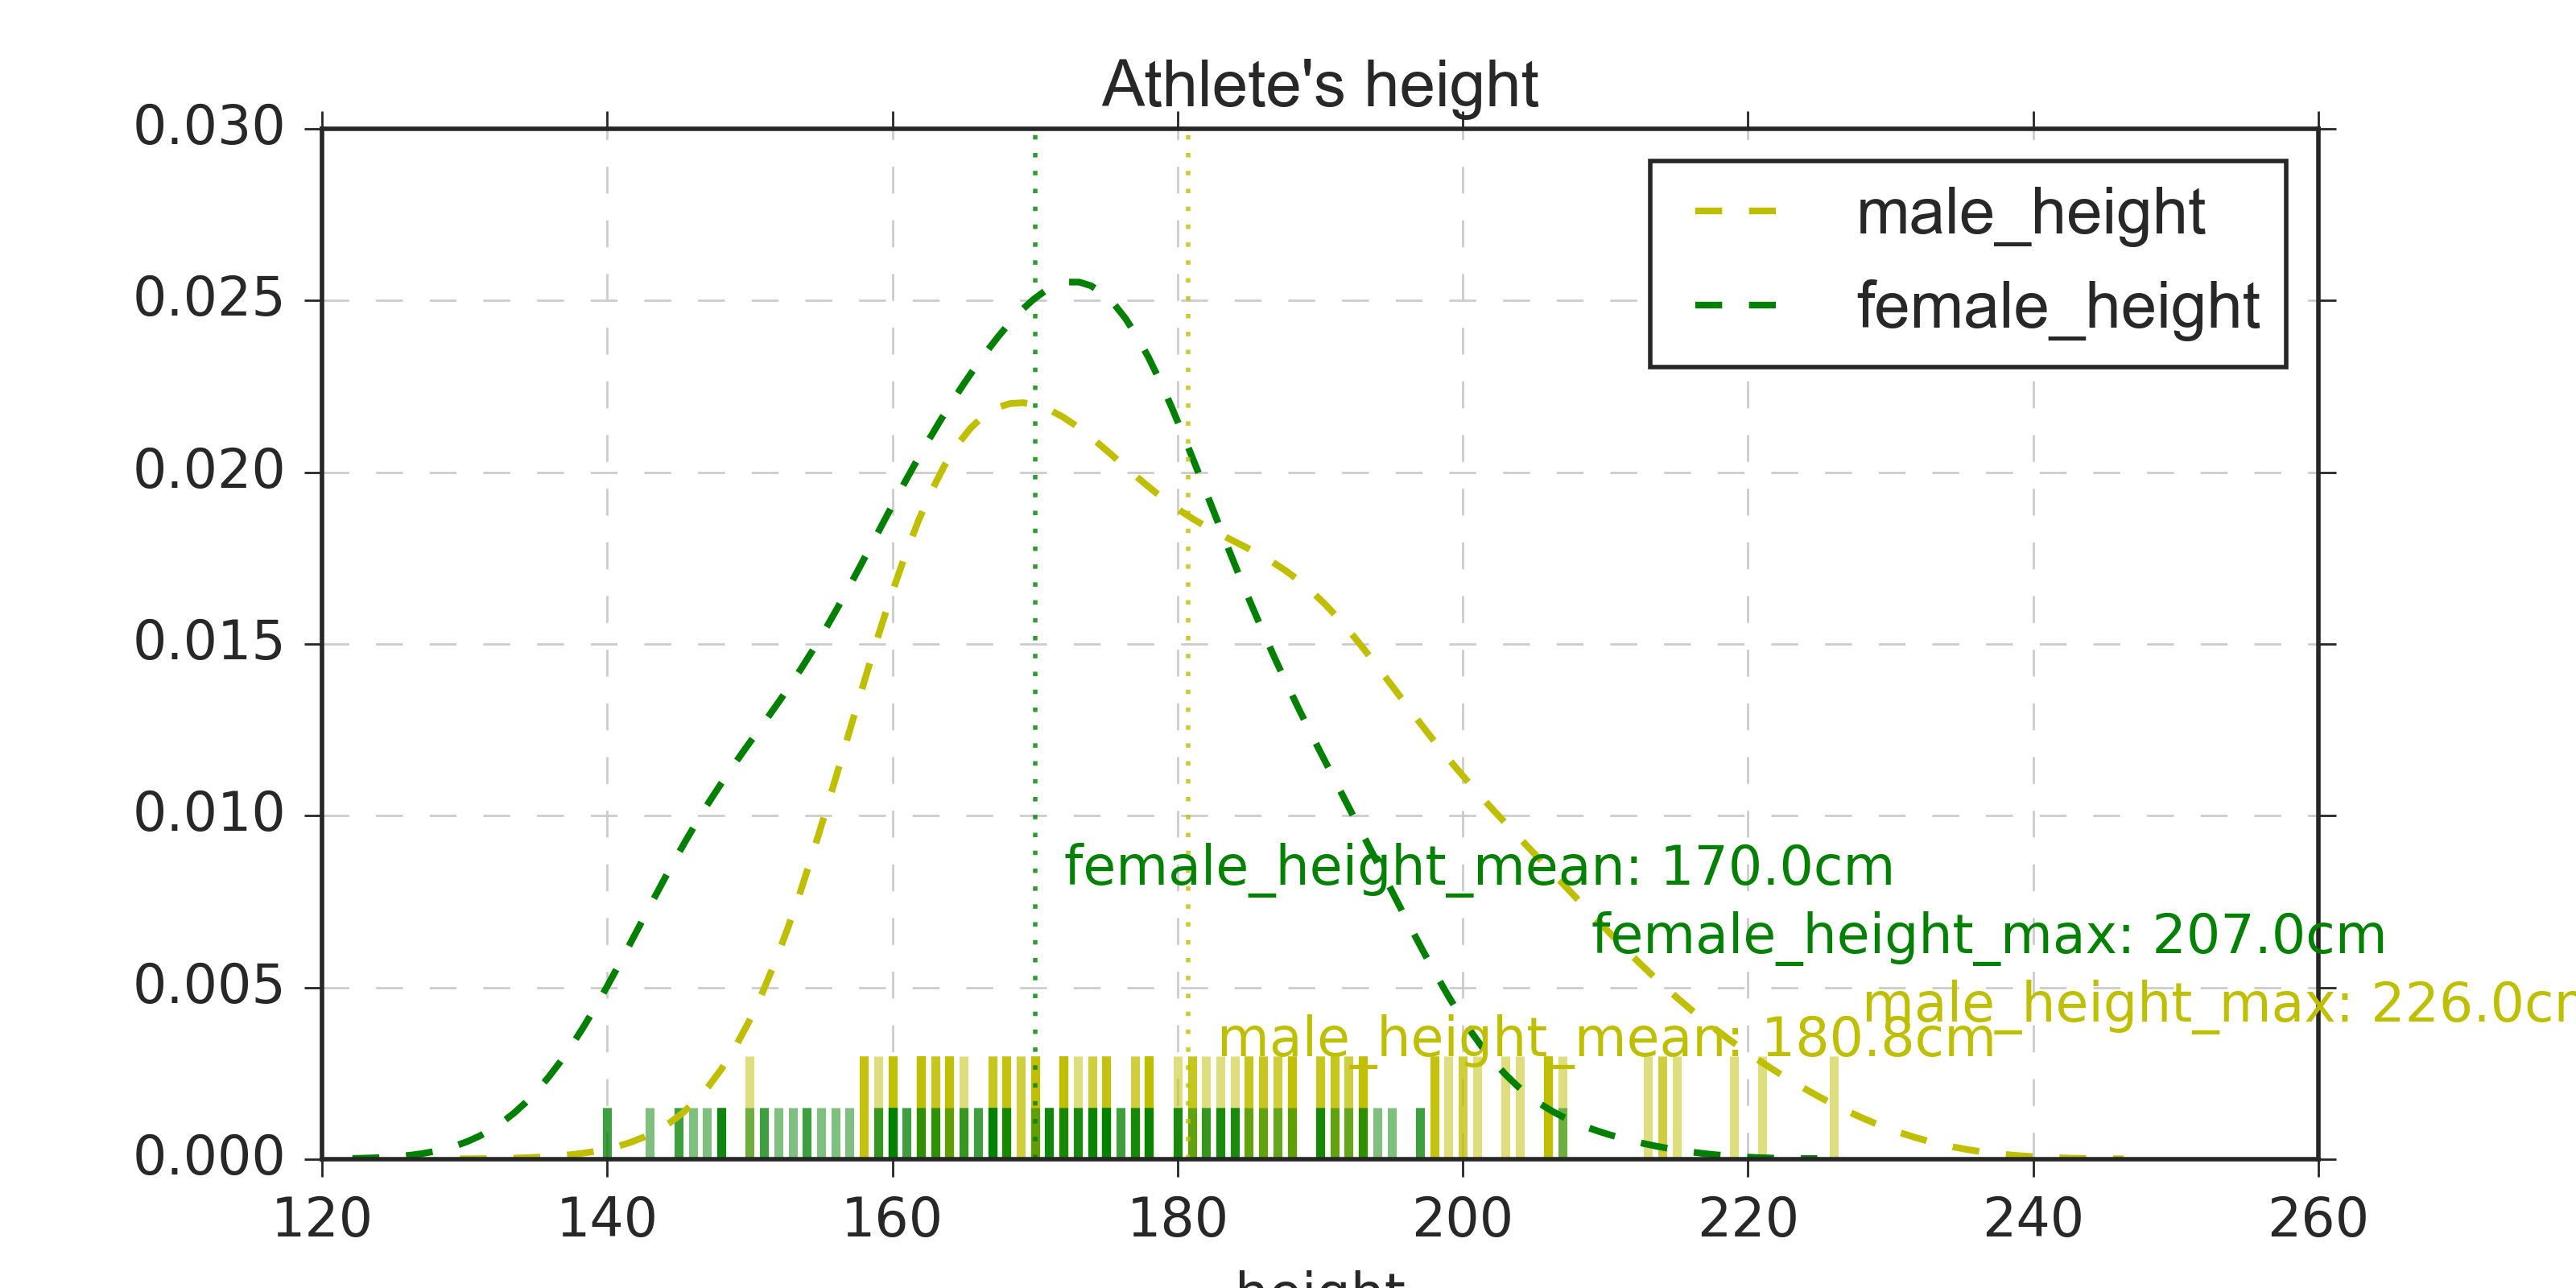 Athlete's height
0.030
male_height
female_height
0.025
0.020
0.015
0.010
female_height_mean: 170.0cm
female_height_max: 207.0cm
0.005
male_height_max: 226.0cm
male_height_mean: 180.8cm
0.000
120 140 160 180 200 220 240 260
height